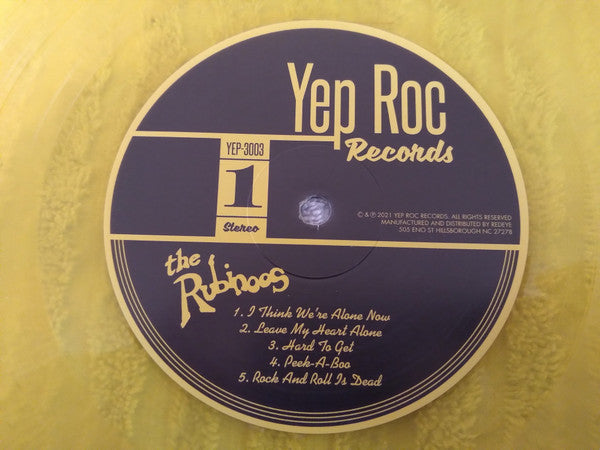 Yep Roc
Records
YEP-3003
1
Stereo
© & ℗ 2021 YEP ROC RECORDS. ALL RIGHTS RESERVED
MANUFACTURED AND DISTRIBUTED BY REDEYE
505 ENO ST HILLSBOROUGH NC 27278
the
Rubinoos
1. I Think We're Alone Now
2. Leave My Heart Alone
3. Hard To Get
4. Peek-A-Boo
5. Rock And Roll Is Dead